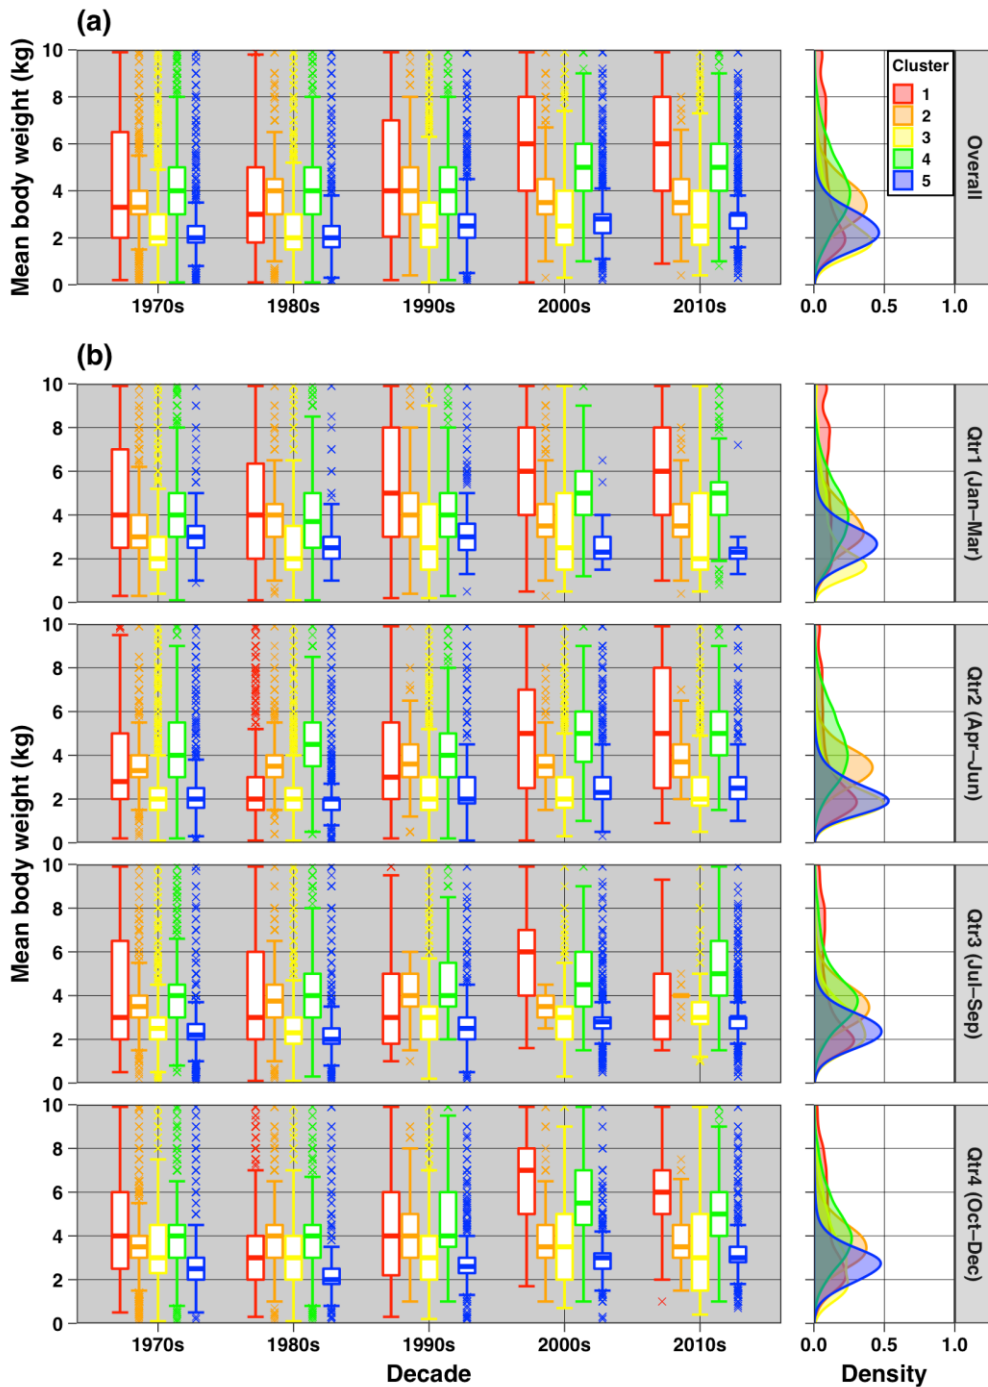 (a)
Mean body weight (kg)
10
8
6
4
2
0
1970s 1980s 1990s 2000s 2010s
Cluster
1
2
3
4
5
0.0 0.5 1.0
Overall
(b)
Mean body weight (kg)
10
8
6
4
2
0
Qtr1 (Jan–Mar)
10
8
6
4
2
0
Qtr2 (Apr–Jun)
10
8
6
4
2
0
Qtr3 (Jul–Sep)
10
8
6
4
2
0
Qtr4 (Oct–Dec)
1970s 1980s 1990s 2000s 2010s
0.0 0.5 1.0
Decade
Density